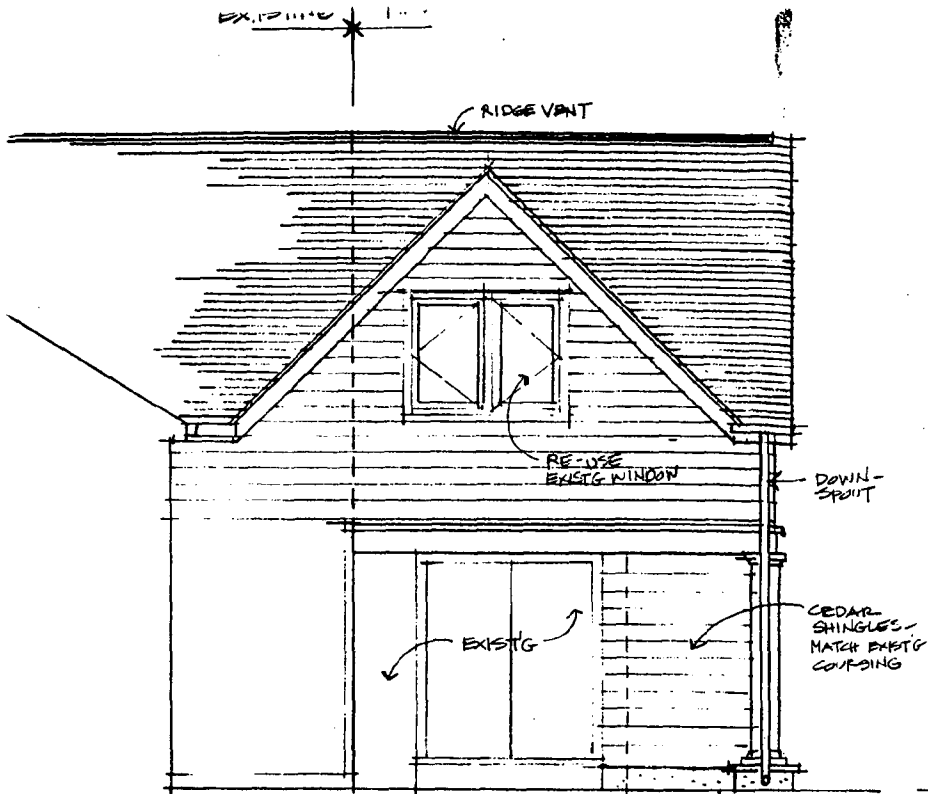 RIDGE VENT
RE-USE
EXIST'G WINDOW
DOWN-
SPOUT
EXIST'G
CEDAR
SHINGLES-
MATCH EXIST'G
COURSING